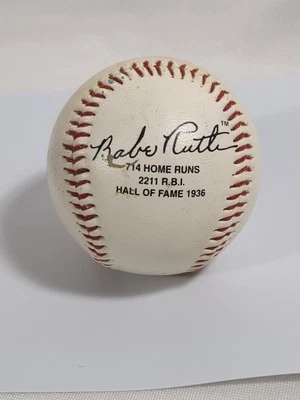 Babe Ruth™
714 HOME RUNS
2211 R.B.I.
HALL OF FAME 1936